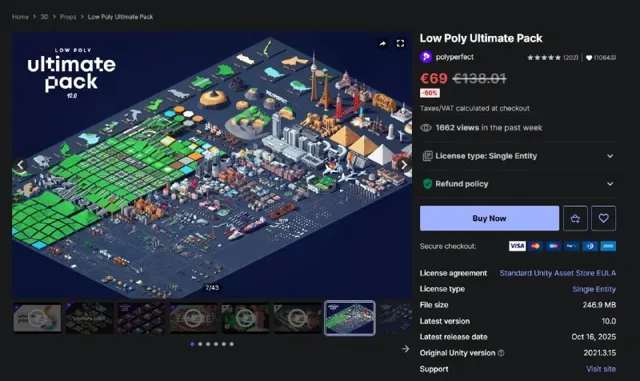 Home > 3D > Props > Low Poly Ultimate Pack
LOW POLY
ultimate
pack
10.0
7/43
Low Poly Ultimate Pack
polyperfect
★★★★★ (202) | ♥ (10643)
€69 €138.01
-50%
Taxes/VAT calculated at checkout
1662 views in the past week
License type: Single Entity
Refund policy
Buy Now
Secure checkout:
VISA
License agreement Standard Unity Asset Store EULA
License type Single Entity
File size 246.9 MB
Latest version 10.0
Latest release date Oct 16, 2025
Original Unity version 2021.3.15
Support Visit site